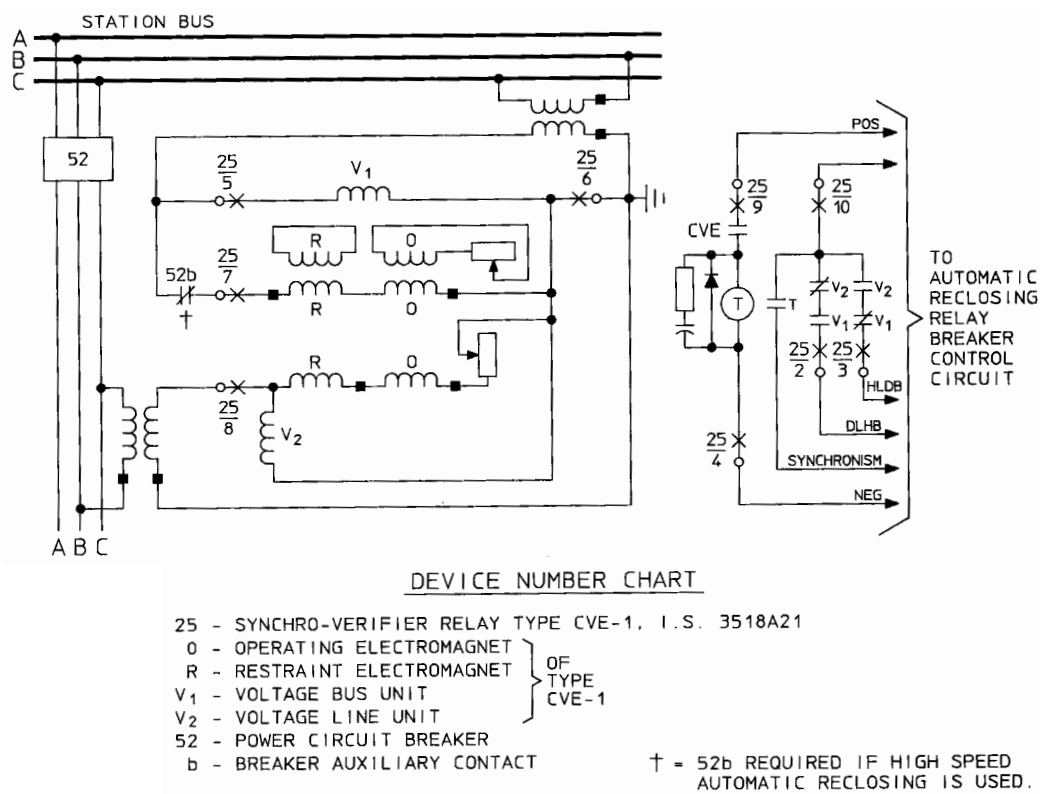 STATION BUS
A
B
C
52
25
5
V1
25
6
R
O
52b
25
7
†
R
O
R
O
25
8
V2
A B C
POS
25
9
25
10
CVE
T
T
V2
V2
V1
V1
25
2
25
3
HLDB
DLHB
25
4
SYNCHRONISM
NEG
TO
AUTOMATIC
RECLOSING
RELAY
BREAKER
CONTROL
CIRCUIT
DEVICE NUMBER CHART
25 - SYNCHRO-VERIFIER RELAY TYPE CVE-1, I.S. 3518A21
O - OPERATING ELECTROMAGNET
R - RESTRAINT ELECTROMAGNET
V1 - VOLTAGE BUS UNIT
V2 - VOLTAGE LINE UNIT
OF
TYPE
CVE-1
52 - POWER CIRCUIT BREAKER
b - BREAKER AUXILIARY CONTACT
† = 52b REQUIRED IF HIGH SPEED
AUTOMATIC RECLOSING IS USED.